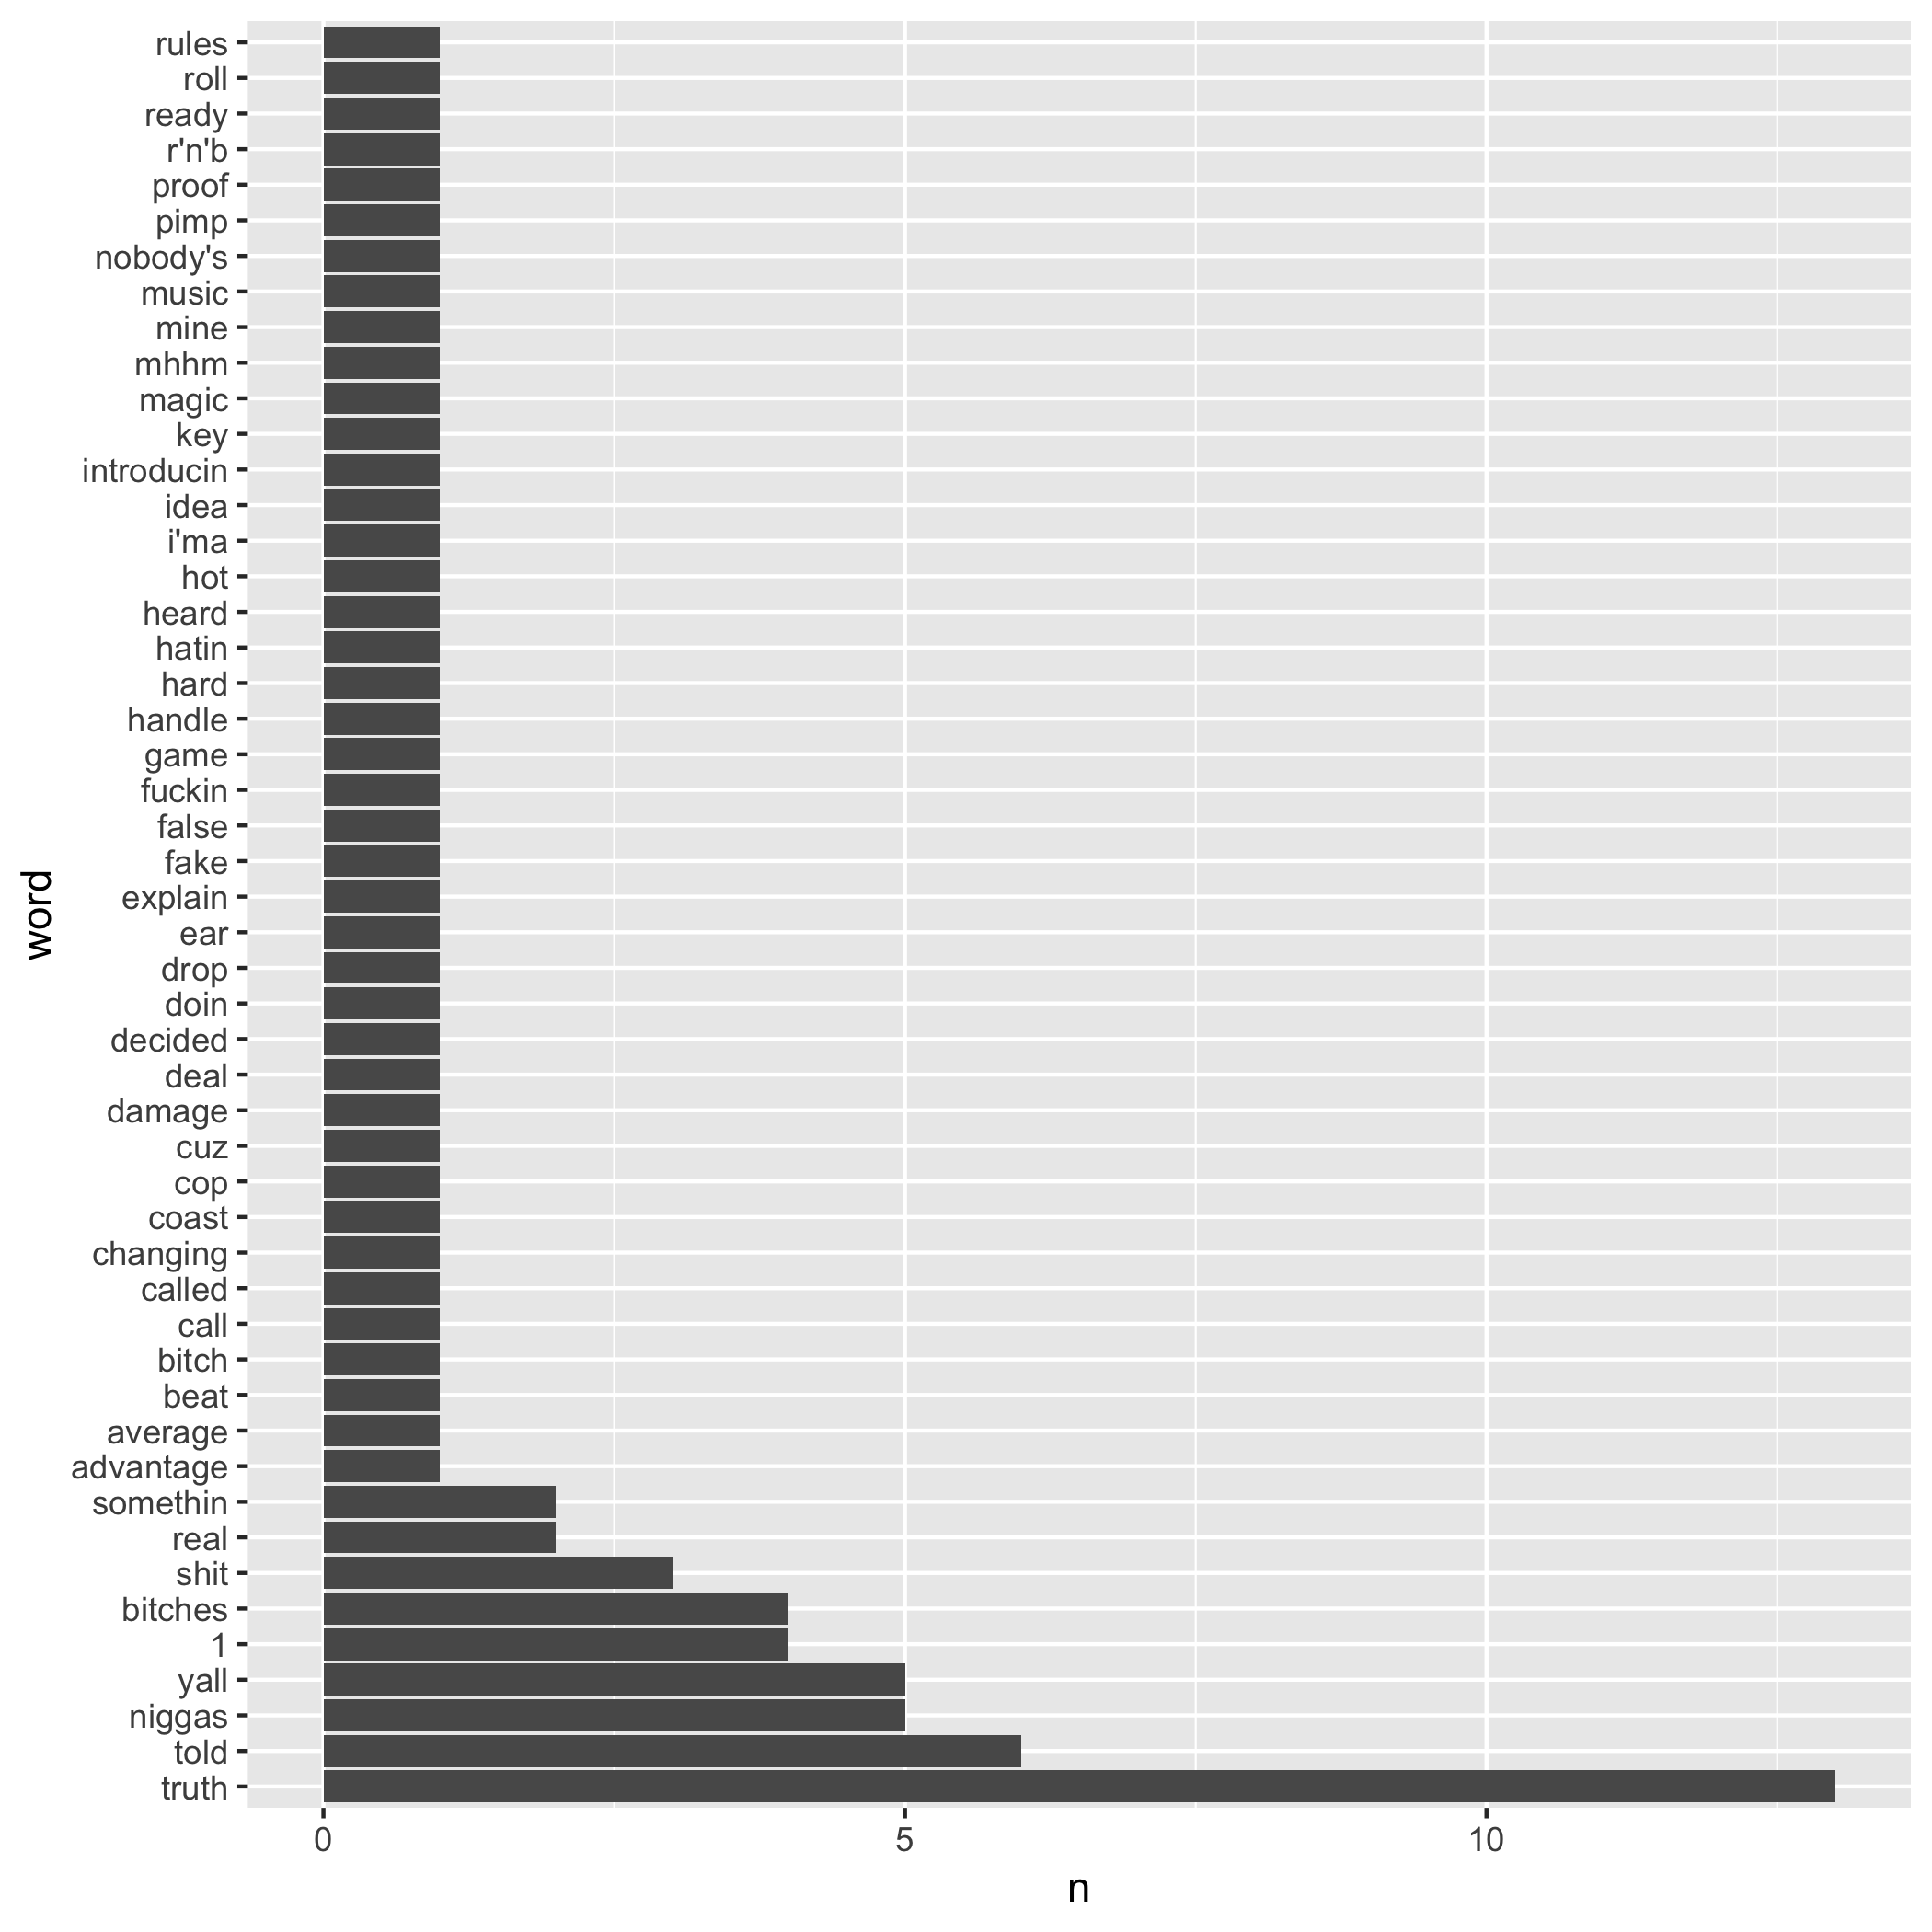 rules
roll
ready
r'n'b
proof
pimp
nobody's
music
mine
mhhm
magic
key
introducin
idea
i'ma
hot
heard
hatin
hard
handle
game
fuckin
false
fake
explain
ear
drop
doin
decided
deal
damage
cuz
cop
coast
changing
called
call
bitch
beat
average
advantage
somethin
real
shit
bitches
1
yall
niggas
told
truth
word
0 5 10
n